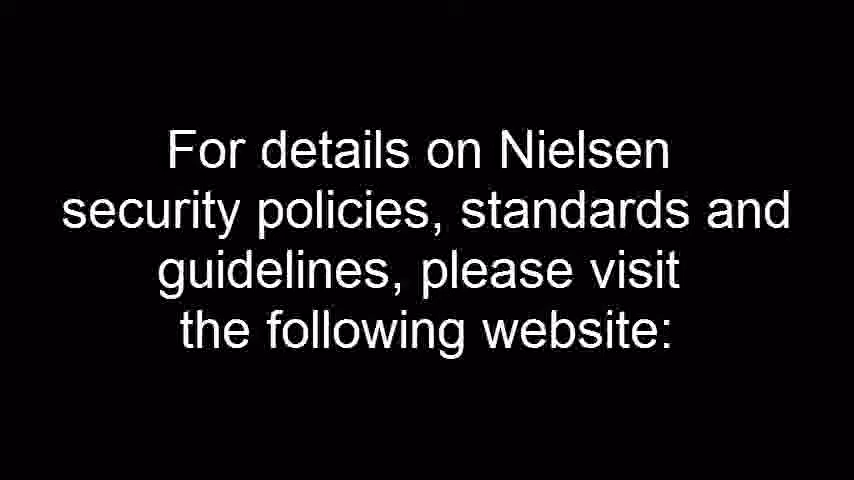 For details on Nielsen
security policies, standards and
guidelines, please visit
the following website: